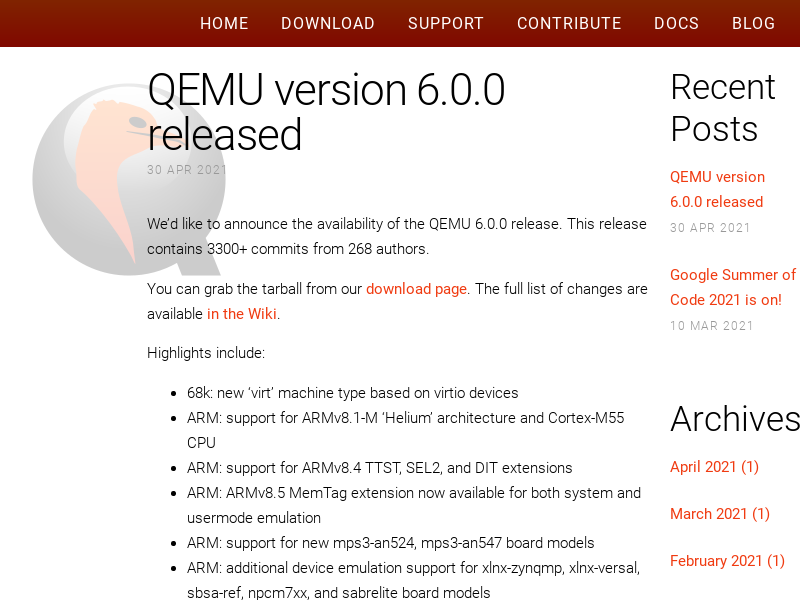 HOME DOWNLOAD SUPPORT CONTRIBUTE DOCS BLOG
QEMU version 6.0.0
released
30 APR 2021
We’d like to announce the availability of the QEMU 6.0.0 release. This release
contains 3300+ commits from 268 authors.
You can grab the tarball from our download page. The full list of changes are
available in the Wiki.
Highlights include:
• 68k: new ‘virt’ machine type based on virtio devices
• ARM: support for ARMv8.1-M ‘Helium’ architecture and Cortex-M55
CPU
• ARM: support for ARMv8.4 TTST, SEL2, and DIT extensions
• ARM: ARMv8.5 MemTag extension now available for both system and
usermode emulation
• ARM: support for new mps3-an524, mps3-an547 board models
• ARM: additional device emulation support for xlnx-zynqmp, xlnx-versal,
sbsa-ref, npcm7xx, and sabrelite board models
Recent
Posts
QEMU version
6.0.0 released
30 APR 2021
Google Summer of
Code 2021 is on!
10 MAR 2021
Archives
April 2021 (1)
March 2021 (1)
February 2021 (1)